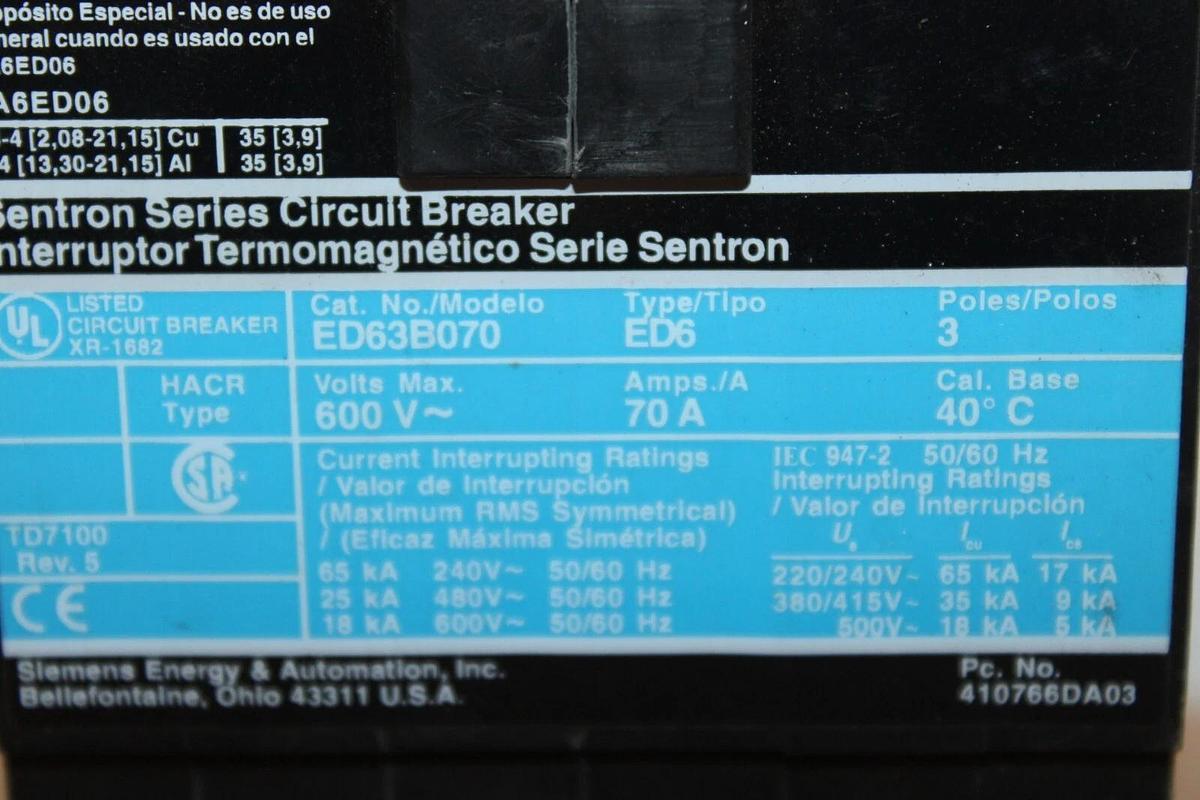 opósito Especial - No es de uso
neral cuando es usado con el
6ED06
A6ED06
-4 [2,08-21,15] Cu 35 [3,9]
4 [13,30-21,15] Al 35 [3,9]
Sentron Series Circuit Breaker
Interruptor Termomagnético Serie Sentron
UL LISTED
CIRCUIT BREAKER
XR-1682
Cat. No./Modelo
ED63B070
Type/Tipo
ED6
Poles/Polos
3
HACR
Type
Volts Max.
600 V~
Amps./A
70 A
Cal. Base
40° C
SA
TD7100
Rev. 5
CE
Current Interrupting Ratings
/ Valor de Interrupción
(Maximum RMS Symmetrical)
/ (Eficaz Máxima Simétrica)
65 kA 240V~ 50/60 Hz
25 kA 480V~ 50/60 Hz
18 kA 600V~ 50/60 Hz
IEC 947-2 50/60 Hz
Interrupting Ratings
/ Valor de Interrupción
Ue Icu Ics
220/240V~ 65 kA 17 kA
380/415V~ 35 kA 9 kA
500V~ 18 kA 5 kA
Siemens Energy & Automation, Inc.
Bellefontaine, Ohio 43311 U.S.A.
Pc. No.
410766DA03